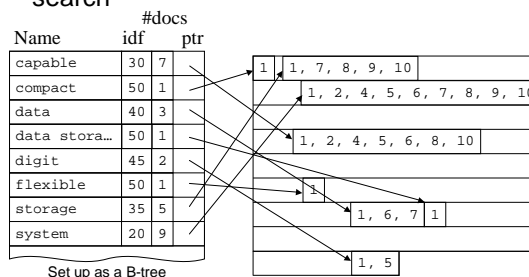 search
#docs
Name idf ptr
capable 30 7
compact 50 1
data 40 3
data stora… 50 1
digit 45 2
flexible 50 1
storage 35 5
system 20 9
Set up as a B-tree
1 1, 7, 8, 9, 10
1, 2, 4, 5, 6, 7, 8, 9, 10
1, 2, 4, 5, 6, 8, 10
1
1, 6, 7 1
1, 5